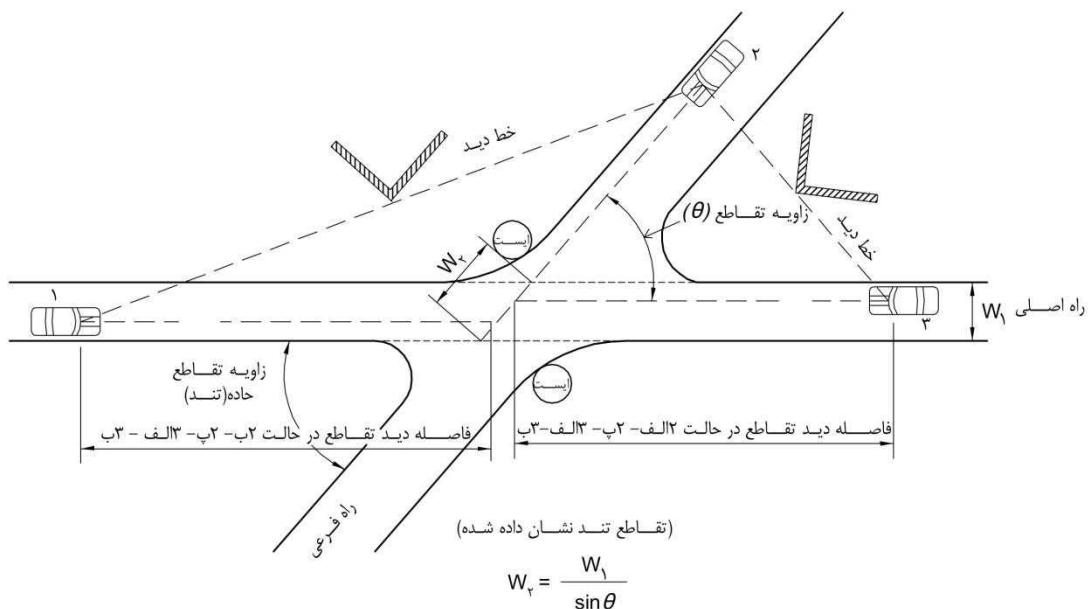 ۲
خط دید
خط دید
زاویه تقاطع (θ)
ایست
W۲
۱
۳
W۱
راه اصلی
ایست
زاویه تقاطع
حاده(تند)
فاصله دید تقاطع در حالت ۲الف- ۲پ- ۳الف-۳ب
فاصله دید تقاطع در حالت ۲ب- ۲پ- ۳الف - ۳ب
راه فرعی
(تقاطع تند نشان داده شده)
W۲ = W۱ / sinθ